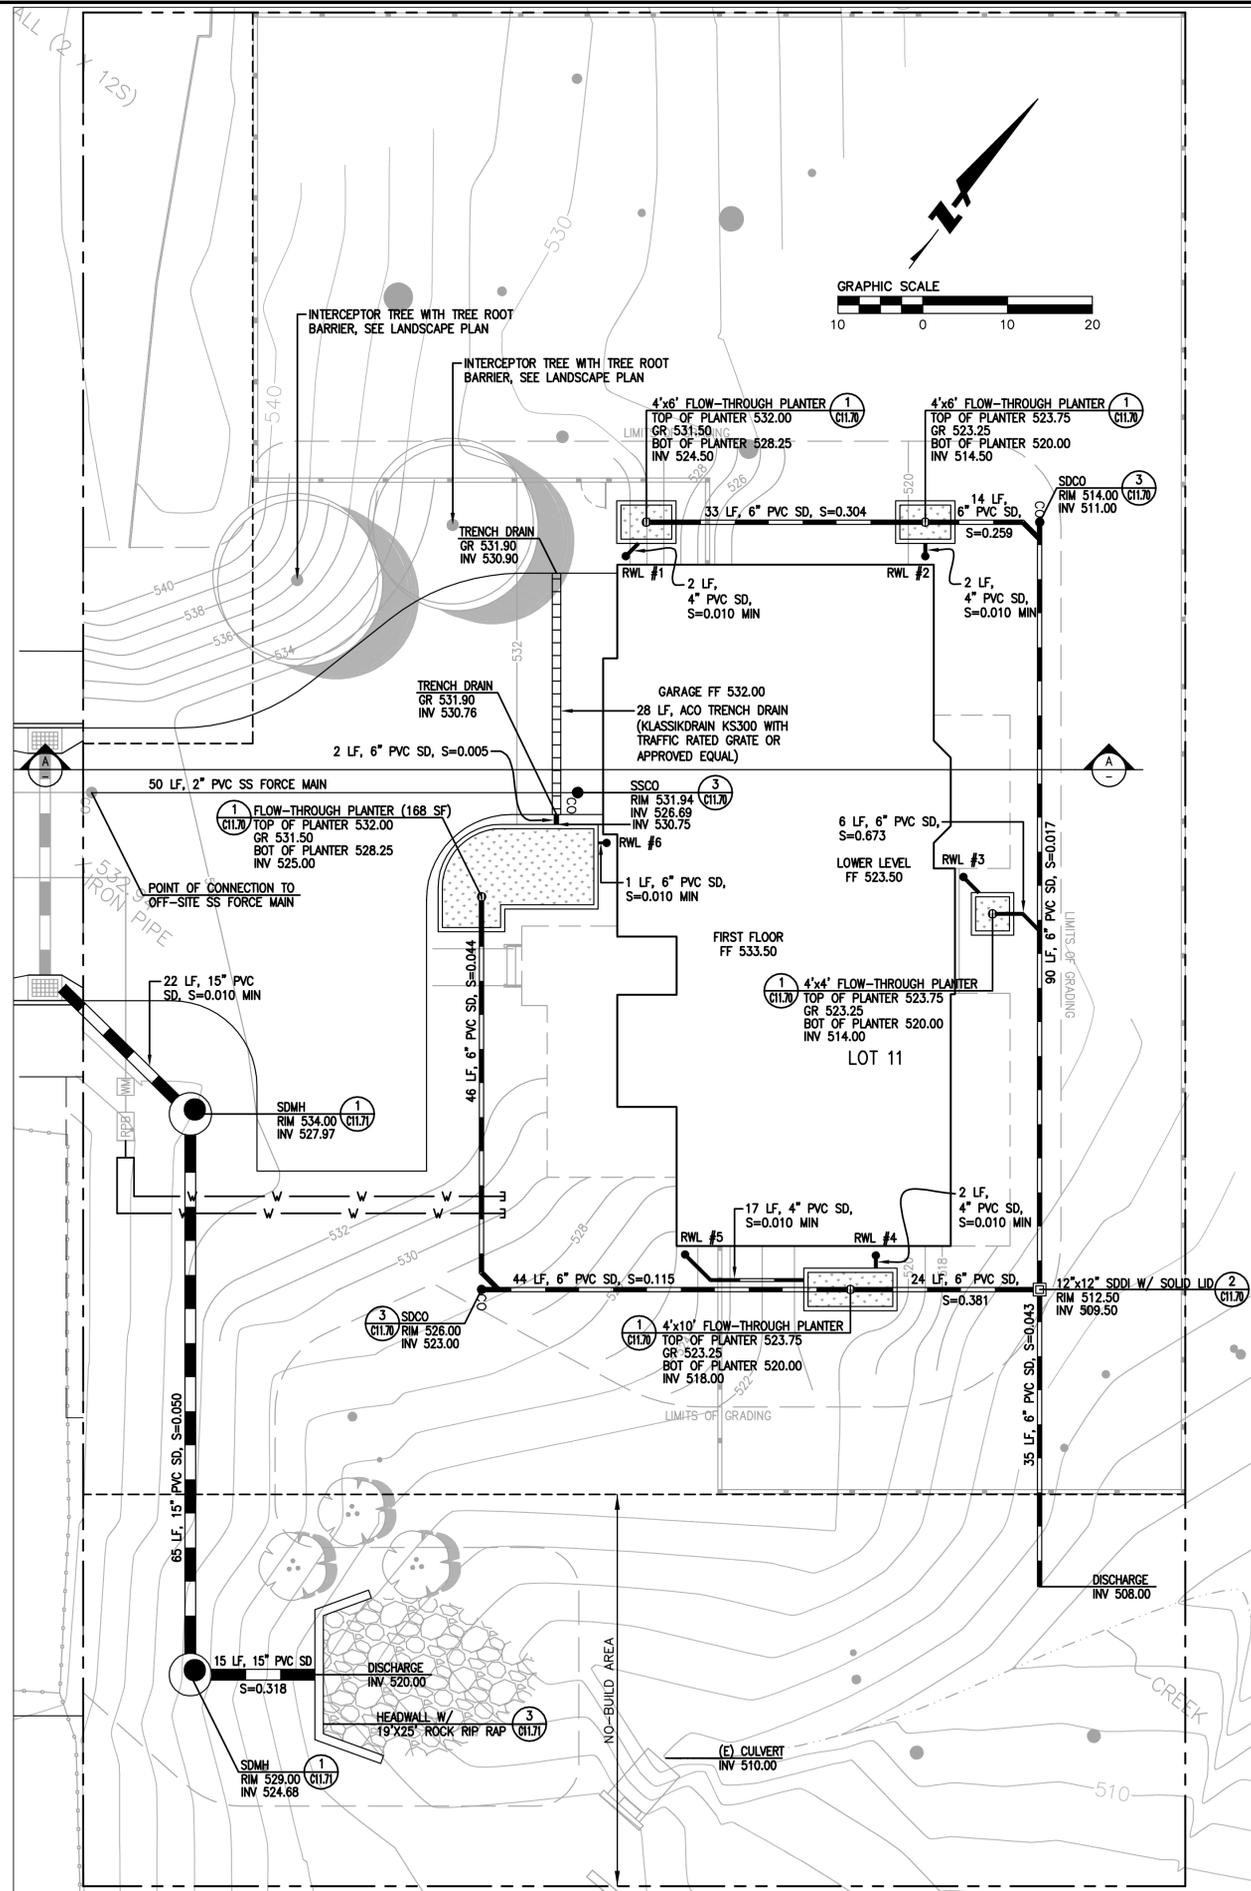 ALL (2 X 12S)
530
GRAPHIC SCALE
10 0 10 20
INTERCEPTOR TREE WITH TREE ROOT
BARRIER, SEE LANDSCAPE PLAN
INTERCEPTOR TREE WITH TREE ROOT
BARRIER, SEE LANDSCAPE PLAN
540
4'x6' FLOW-THROUGH PLANTER
TOP OF PLANTER 532.00
GR 531.50
BOT OF PLANTER 528.25
INV 524.50
1
C11.70
4'x6' FLOW-THROUGH PLANTER
TOP OF PLANTER 523.75
GR 523.25
BOT OF PLANTER 520.00
INV 514.50
1
C11.70
528
526
520
SDCO
RIM 514.00
INV 511.00
3
C11.70
CO
33 LF, 6" PVC SD, S=0.304
14 LF,
6" PVC SD,
S=0.259
TRENCH DRAIN
GR 531.90
INV 530.90
RWL #1
RWL #2
2 LF,
4" PVC SD,
S=0.010 MIN
2 LF,
4" PVC SD,
S=0.010 MIN
540
538
536
534
532
TRENCH DRAIN
GR 531.90
INV 530.76
GARAGE FF 532.00
28 LF, ACO TRENCH DRAIN
(KLASSIKDRAIN KS300 WITH
TRAFFIC RATED GRATE OR
APPROVED EQUAL)
2 LF, 6" PVC SD, S=0.005
A
-
A
-
50 LF, 2" PVC SS FORCE MAIN
CO
CO
SSCO
RIM 531.94
INV 526.69
INV 530.75
3
C11.70
1
C11.70
FLOW-THROUGH PLANTER (168 SF)
TOP OF PLANTER 532.00
GR 531.50
BOT OF PLANTER 528.25
INV 525.00
RWL #6
6 LF, 6" PVC SD,
S=0.673
LOWER LEVEL
FF 523.50
RWL #3
90 LF, 6" PVC SD, S=0.017
1 LF, 6" PVC SD,
S=0.010 MIN
POINT OF CONNECTION TO
OFF-SITE SS FORCE MAIN
IRON PIPE
FIRST FLOOR
FF 533.50
LIMITS OF GRADING
46 LF, 6" PVC SD, S=0.044
22 LF, 15" PVC
SD, S=0.010 MIN
1
C11.70
4'x4' FLOW-THROUGH PLANTER
TOP OF PLANTER 523.75
GR 523.25
BOT OF PLANTER 520.00
INV 514.00
LOT 11
WM
RPB
SDMH
RIM 534.00
INV 527.97
1
C11.71
W W W W
W W W W
532
530
528
17 LF, 4" PVC SD,
S=0.010 MIN
2 LF,
4" PVC SD,
S=0.010 MIN
RWL #5
RWL #4
520
518
44 LF, 6" PVC SD, S=0.115
24 LF, 6" PVC SD,
S=0.381
12"x12" SDDI W/ SOLID LID
RIM 512.50
INV 509.50
2
C11.70
CO
3
C11.70
SDCO
RIM 526.00
INV 523.00
1
C11.70
4'x10' FLOW-THROUGH PLANTER
TOP OF PLANTER 523.75
GR 523.25
BOT OF PLANTER 520.00
INV 518.00
522
LIMITS OF GRADING
35 LF, 6" PVC SD, S=0.043
65 LF, 15" PVC SD, S=0.050
DISCHARGE
INV 508.00
15 LF, 15" PVC SD
S=0.318
DISCHARGE
INV 520.00
HEADWALL W/
19'X25' ROCK RIP RAP
3
C11.71
NO-BUILD AREA
CREEK
(E) CULVERT
INV 510.00
SDMH
RIM 529.00
INV 524.68
1
C11.71
510